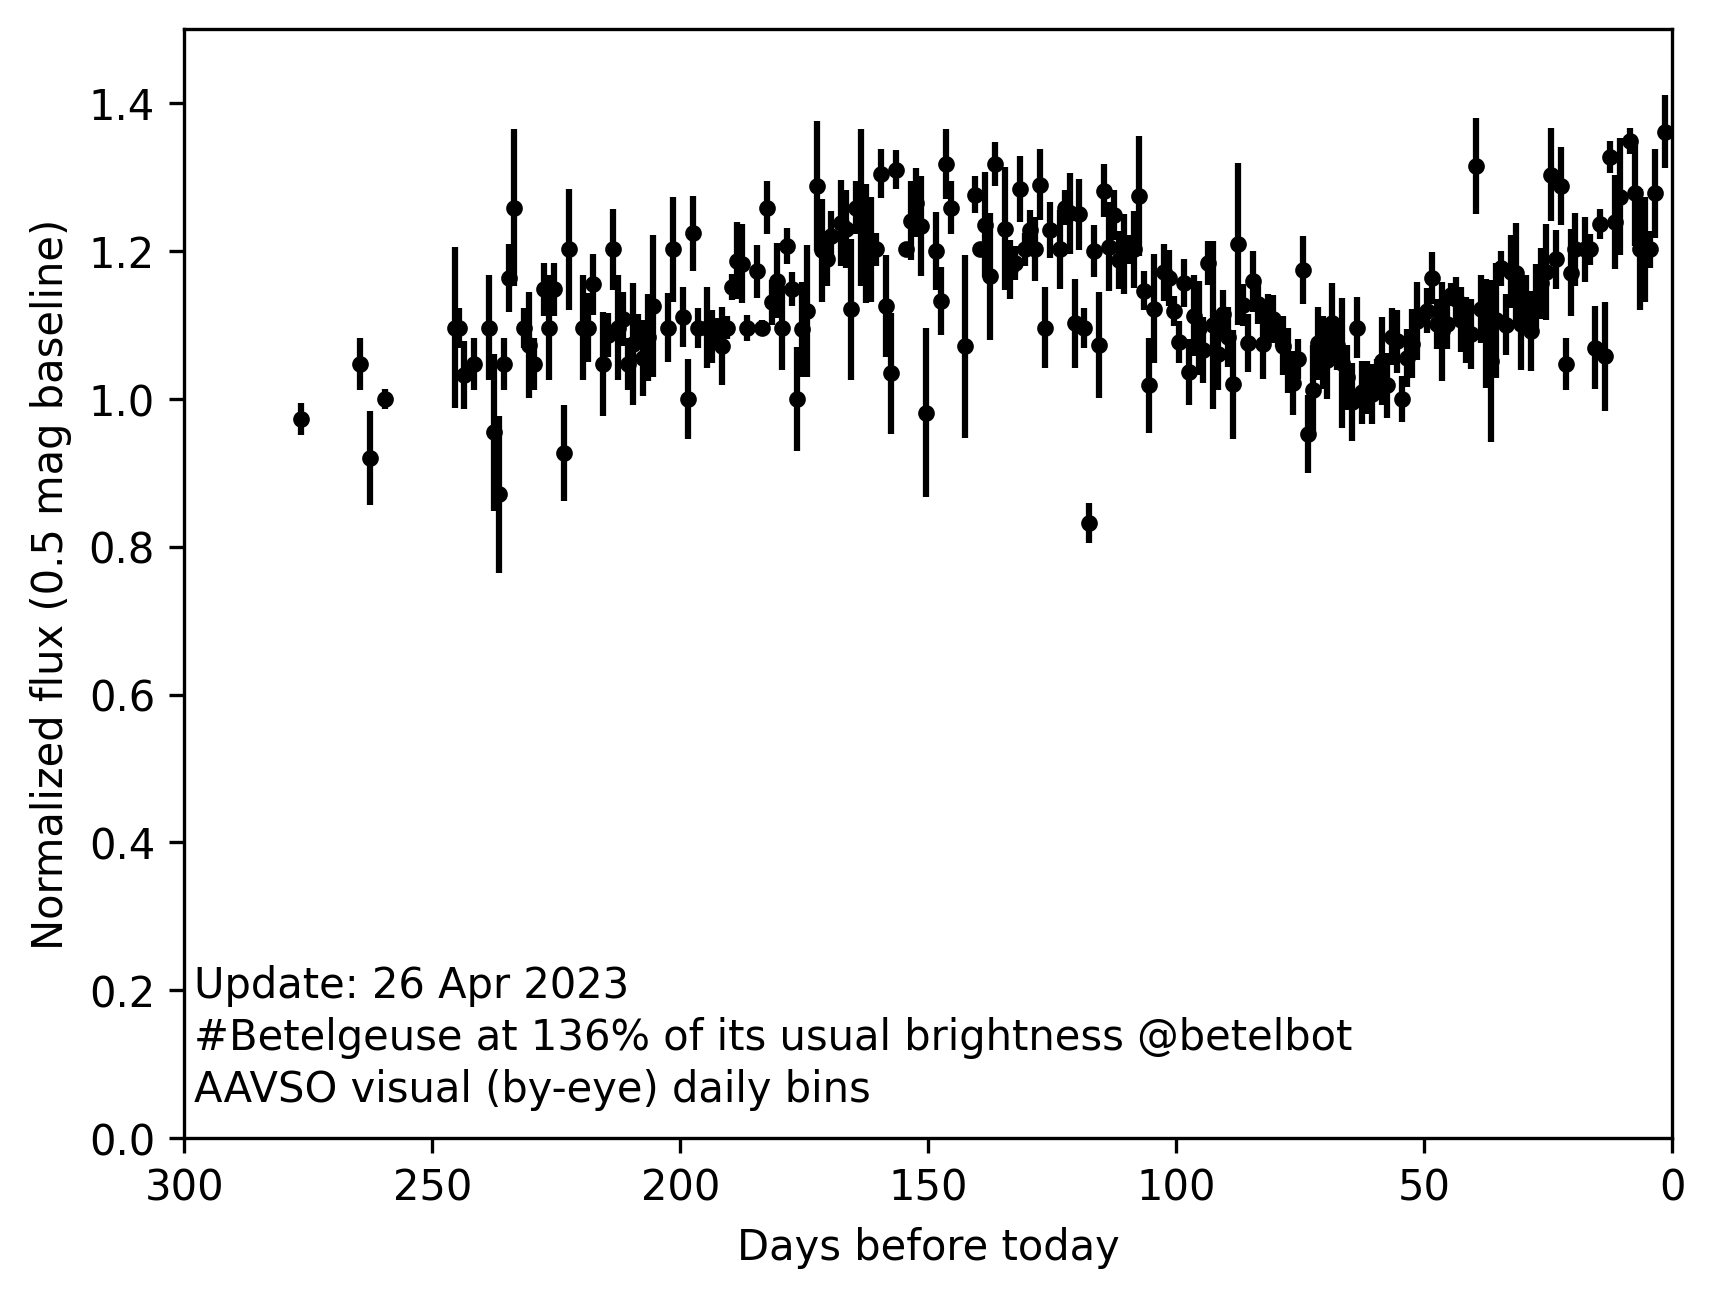 1.4
1.2
1.0
0.8
0.6
0.4
0.2
0.0
Normalized flux (0.5 mag baseline)
Update: 26 Apr 2023
#Betelgeuse at 136% of its usual brightness @betelbot
AAVSO visual (by-eye) daily bins
300 250 200 150 100 50 0
Days before today